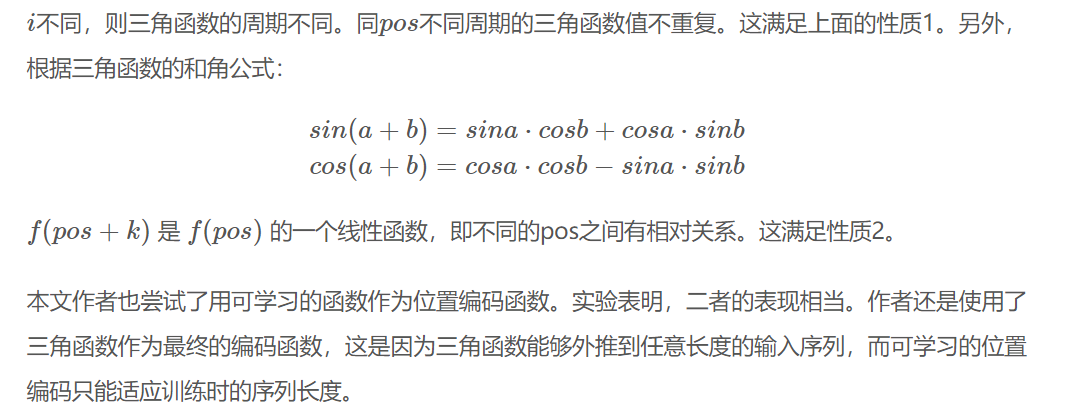 i不同，则三角函数的周期不同。同pos不同周期的三角函数值不重复。这满足上面的性质1。另外，
根据三角函数的和角公式：
sin(a + b) = sina · cosb + cosa · sinb
cos(a + b) = cosa · cosb − sina · sinb
f(pos + k) 是 f(pos) 的一个线性函数，即不同的pos之间有相对关系。这满足性质2。
本文作者也尝试了用可学习的函数作为位置编码函数。实验表明，二者的表现相当。作者还是使用了
三角函数作为最终的编码函数，这是因为三角函数能够外推到任意长度的输入序列，而可学习的位置
编码只能适应训练时的序列长度。